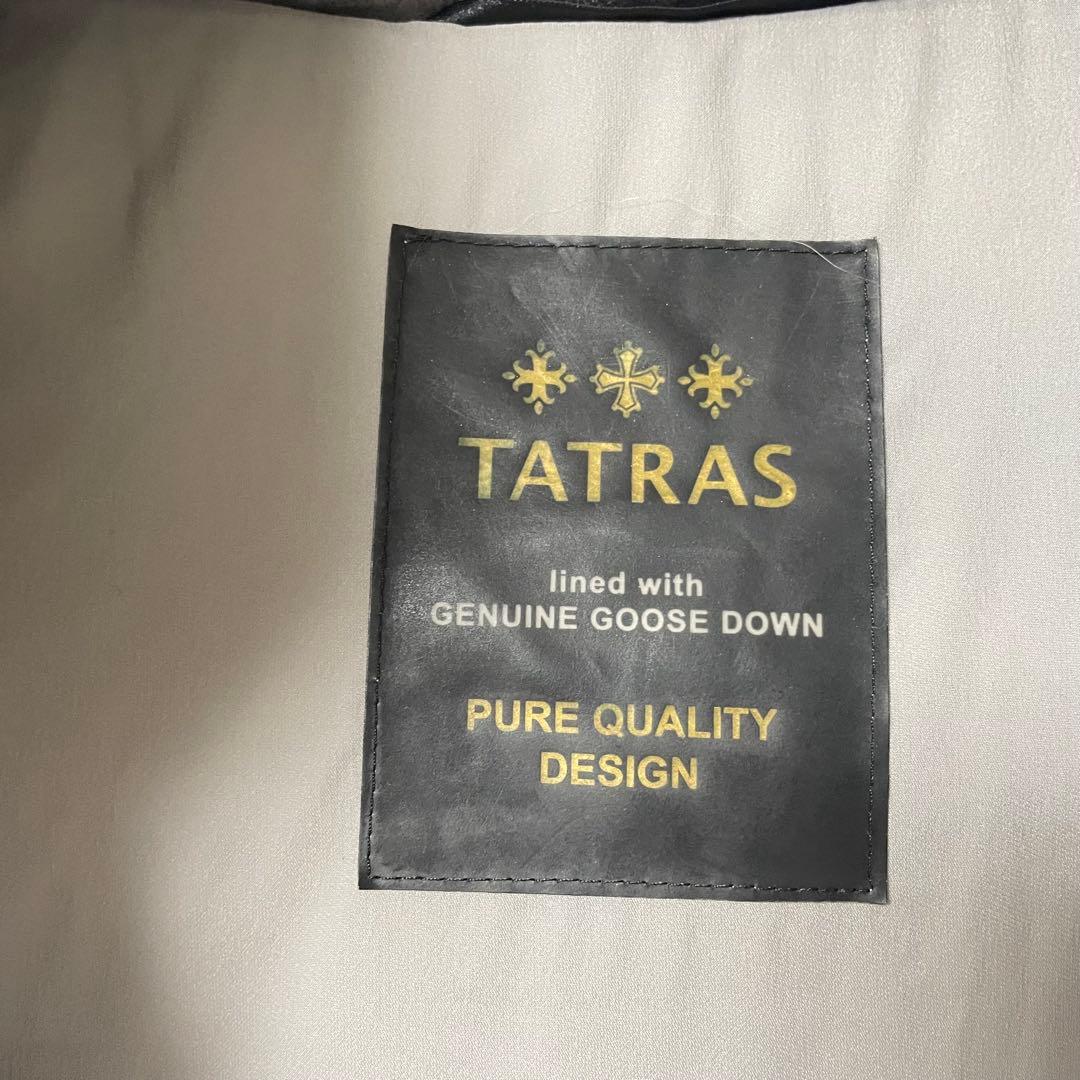 TATRAS
lined with
GENUINE GOOSE DOWN
PURE QUALITY
DESIGN